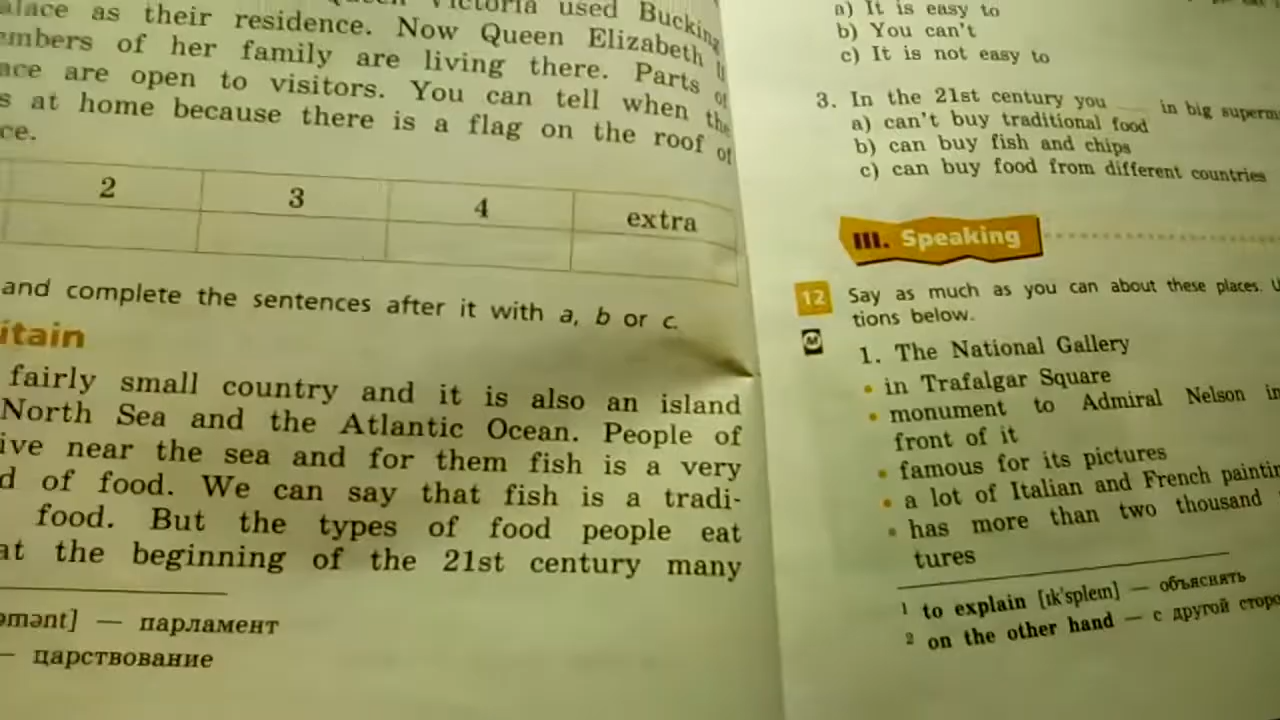 Victoria used Bucking
alace as their residence. Now Queen Elizabeth II
embers of her family are living there. Parts of
ace are open to visitors. You can tell when the
s at home because there is a flag on the roof of
ce.
2 3 4 extra
and complete the sentences after it with a, b or c.
itain
fairly small country and it is also an island
North Sea and the Atlantic Ocean. People of
ive near the sea and for them fish is a very
d of food. We can say that fish is a tradi-
food. But the types of food people eat
at the beginning of the 21st century many
əmənt] — парламент
— царствование
a) It is easy to
b) You can't
c) It is not easy to
3. In the 21st century you ___ in big superm
a) can't buy traditional food
b) can buy fish and chips
c) can buy food from different countries
III. Speaking
12 Say as much as you can about these places. U
tions below.
1. The National Gallery
• in Trafalgar Square
• monument to Admiral Nelson in
front of it
• famous for its pictures
• a lot of Italian and French paintin
• has more than two thousand
tures
1 to explain [ɪk'spleɪn] — объяснять
2 on the other hand — с другой сторо